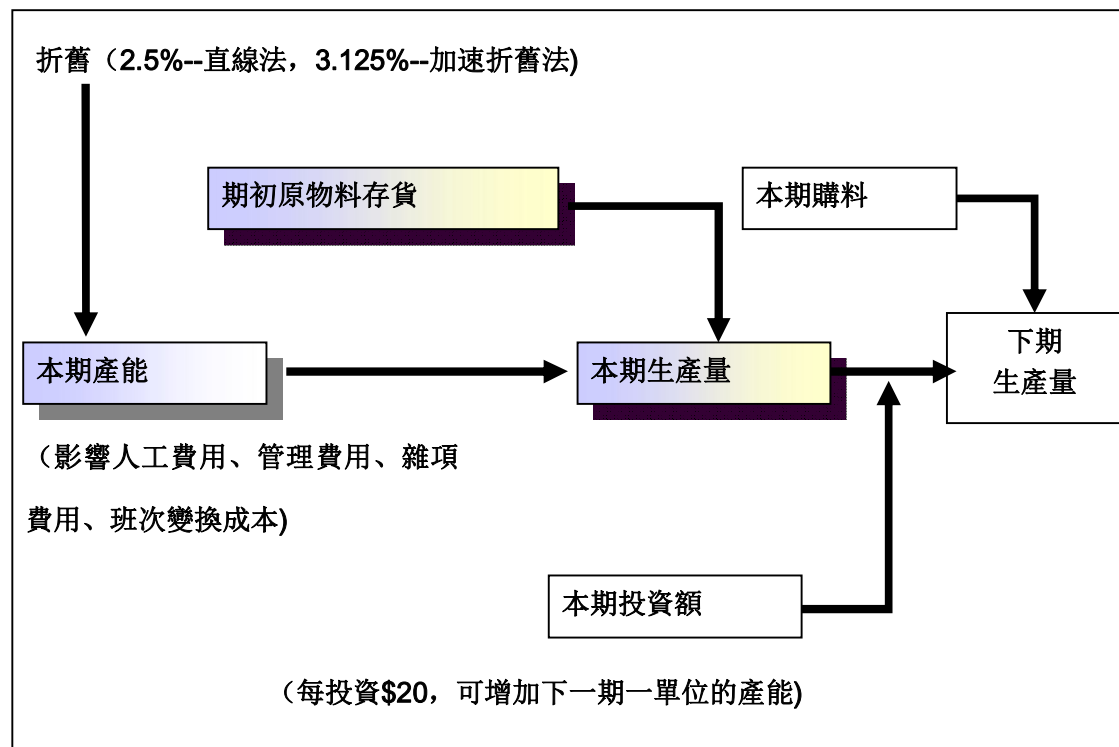 折舊（2.5%--直線法，3.125%--加速折舊法)
期初原物料存貨
本期購料
本期產能
本期生產量
下期
生產量
（影響人工費用、管理費用、雜項
費用、班次變換成本)
本期投資額
（每投資$20，可增加下一期一單位的產能)